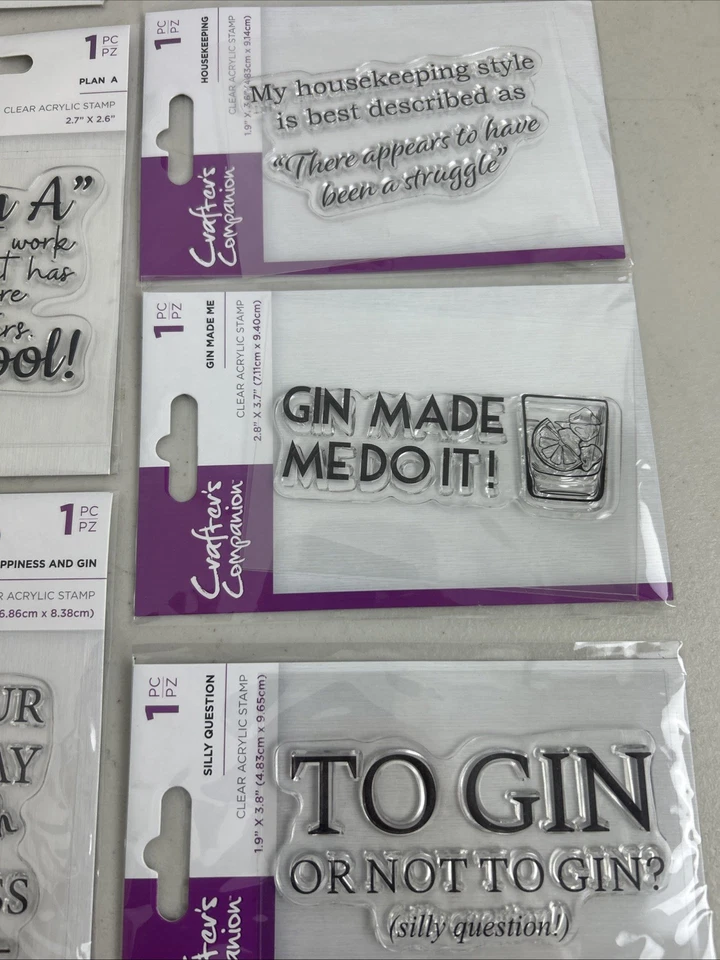 1 PC
PZ
PLAN A
CLEAR ACRYLIC STAMP
2.7" X 2.6"
A"
work
has
ool!
1 PC
PZ
HOUSEKEEPING
CLEAR ACRYLIC STAMP
Crafter's
Companion
My housekeeping style
is best described as
"There appears to have
been a struggle"
1 PC
PZ
GIN MADE ME
CLEAR ACRYLIC STAMP
2.8" X 3.7" (7.11cm x 9.40cm)
Crafter's
Companion™
GIN MADE
ME DO IT!
1 PC
PZ
PPINESS AND GIN
R ACRYLIC STAMP
6.86cm x 8.38cm)
UR
AY
SS
1 PC
PZ
SILLY QUESTION
CLEAR ACRYLIC STAMP
1.9" X 3.8" (4.83cm x 9.65cm)
TO GIN
OR NOT TO GIN?
(silly question!)